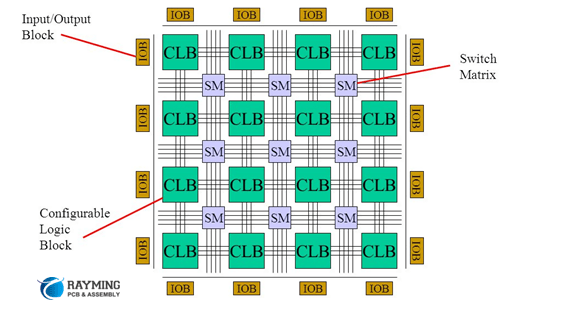 IOB IOB IOB IOB
Input/Output
Block
IOB CLB CLB CLB CLB IOB
Switch
Matrix
SM SM SM
IOB CLB CLB CLB CLB IOB
SM SM SM
IOB CLB CLB CLB CLB IOB
Configurable
Logic
Block
SM SM SM
IOB CLB CLB CLB CLB IOB
RAYMING
PCB & ASSEMBLY
IOB IOB IOB IOB